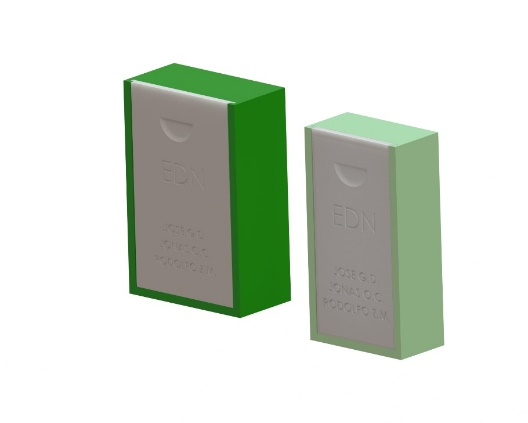 EDN
JOSE G.D.
JONAS O.C.
RODOLFO Z.M.
EDN
JOSE G.D.
JONAS O.C.
RODOLFO Z.M.